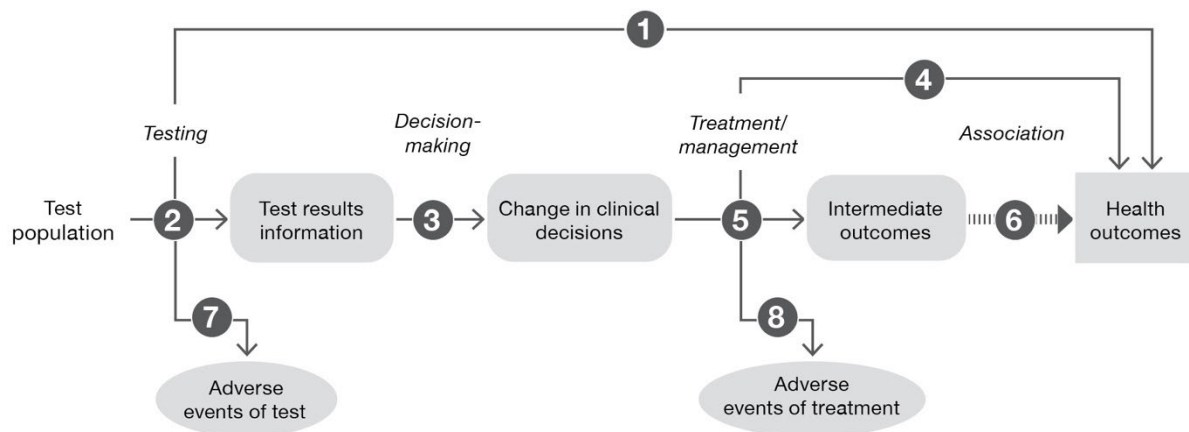 1
4
Testing
Decision-
making
Treatment/
management
Association
Test
population
2
Test results
information
3
Change in clinical
decisions
5
Intermediate
outcomes
6
Health
outcomes
7
8
Adverse
events of test
Adverse
events of treatment